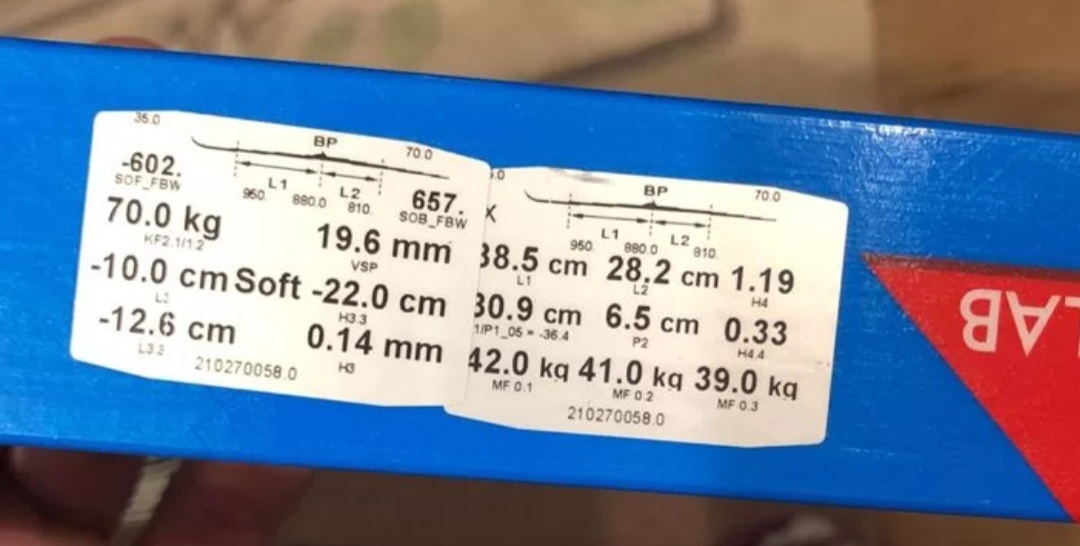 35.0
BP
70.0
-602.
SOF_FBW
L1
L2
950.
880.0
810.
657.
SOB_FBW
70.0 kg
KF2.1/1.2
19.6 mm
VSP
-10.0 cm Soft -22.0 cm
H3.3
-12.6 cm
L3.3
0.14 mm
H3
210270058.0
BP
70.0
X
L1
L2
950.
880.0
810.
38.5 cm 28.2 cm 1.19
L1 L2 H4
30.9 cm 6.5 cm 0.33
1/P1_05 = -36.4 P2 H4.4
42.0 kg 41.0 kg 39.0 kg
MF 0.1 MF 0.2 MF 0.3
210270058.0
LAB